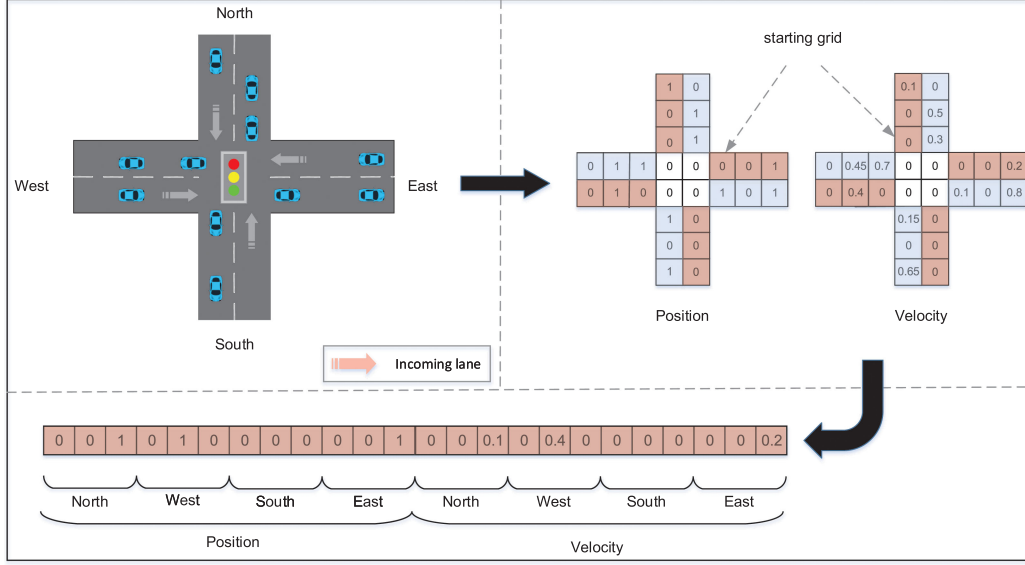 North
West
East
South
Incoming lane
starting grid
1 0
0 1
0 1
0 1 1 0 0 0 0 1
0 1 0 0 0 1 0 1
1 0
0 0
1 0
Position
0.1 0
0 0.5
0 0.3
0 0.45 0.7 0 0 0 0 0.2
0 0.4 0 0 0 0.1 0 0.8
0.15 0
0 0
0.65 0
Velocity
0 0 1 0 1 0 0 0 0 0 0 1 0 0 0.1 0 0.4 0 0 0 0 0 0 0.2
North West South East North West South East
Position Velocity